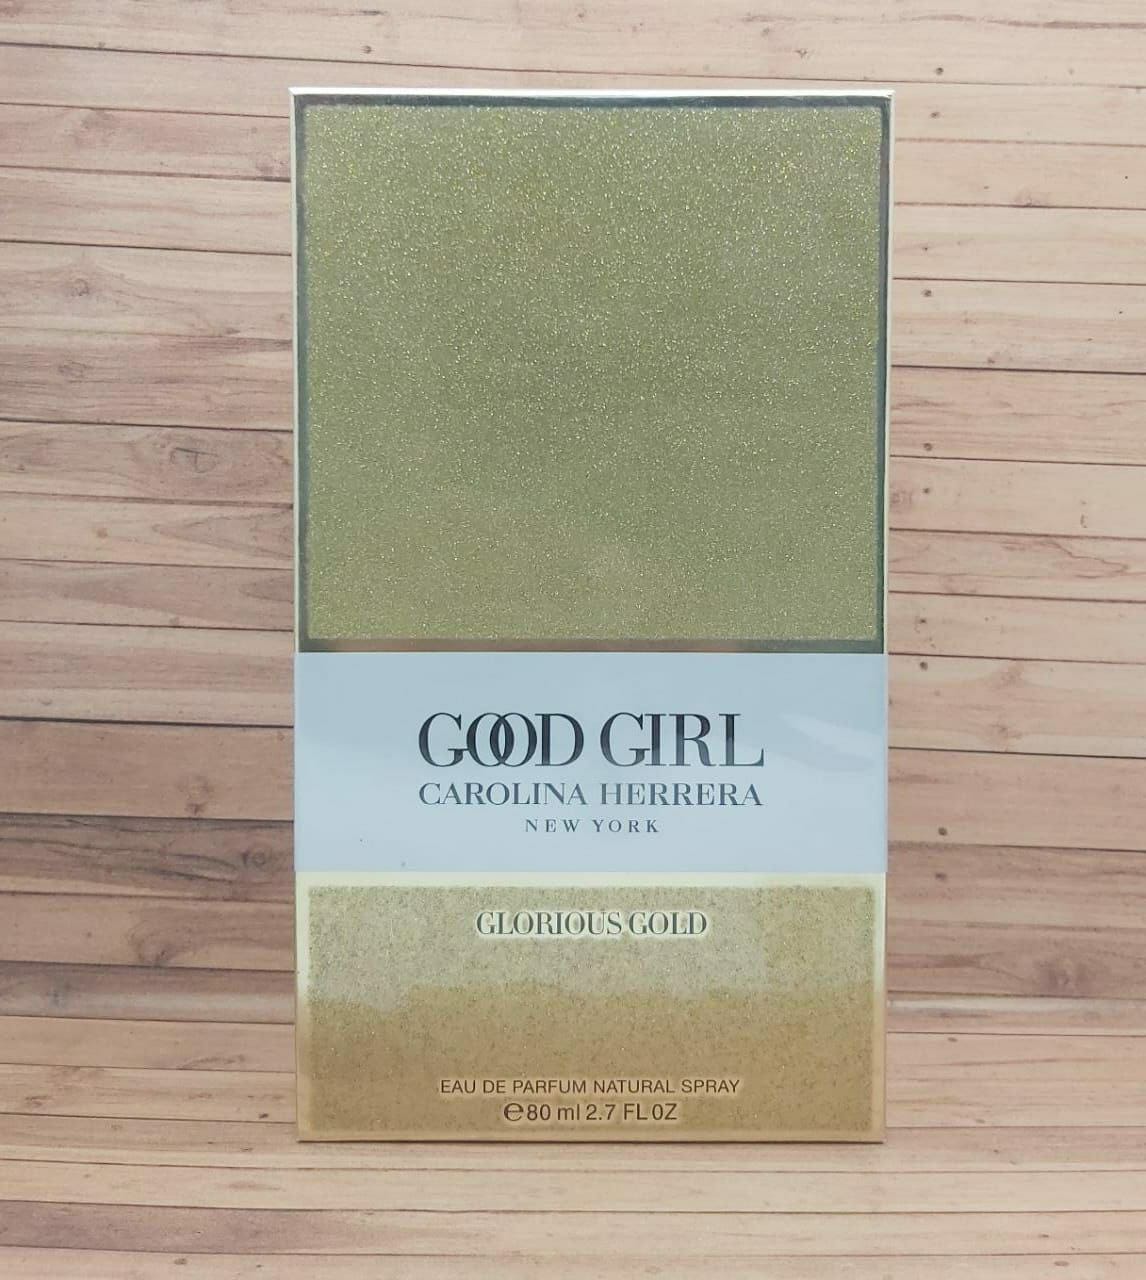 GOOD GIRL
CAROLINA HERRERA
NEW YORK
GLORIOUS GOLD
EAU DE PARFUM NATURAL SPRAY
℮80 ml 2.7 FL OZ